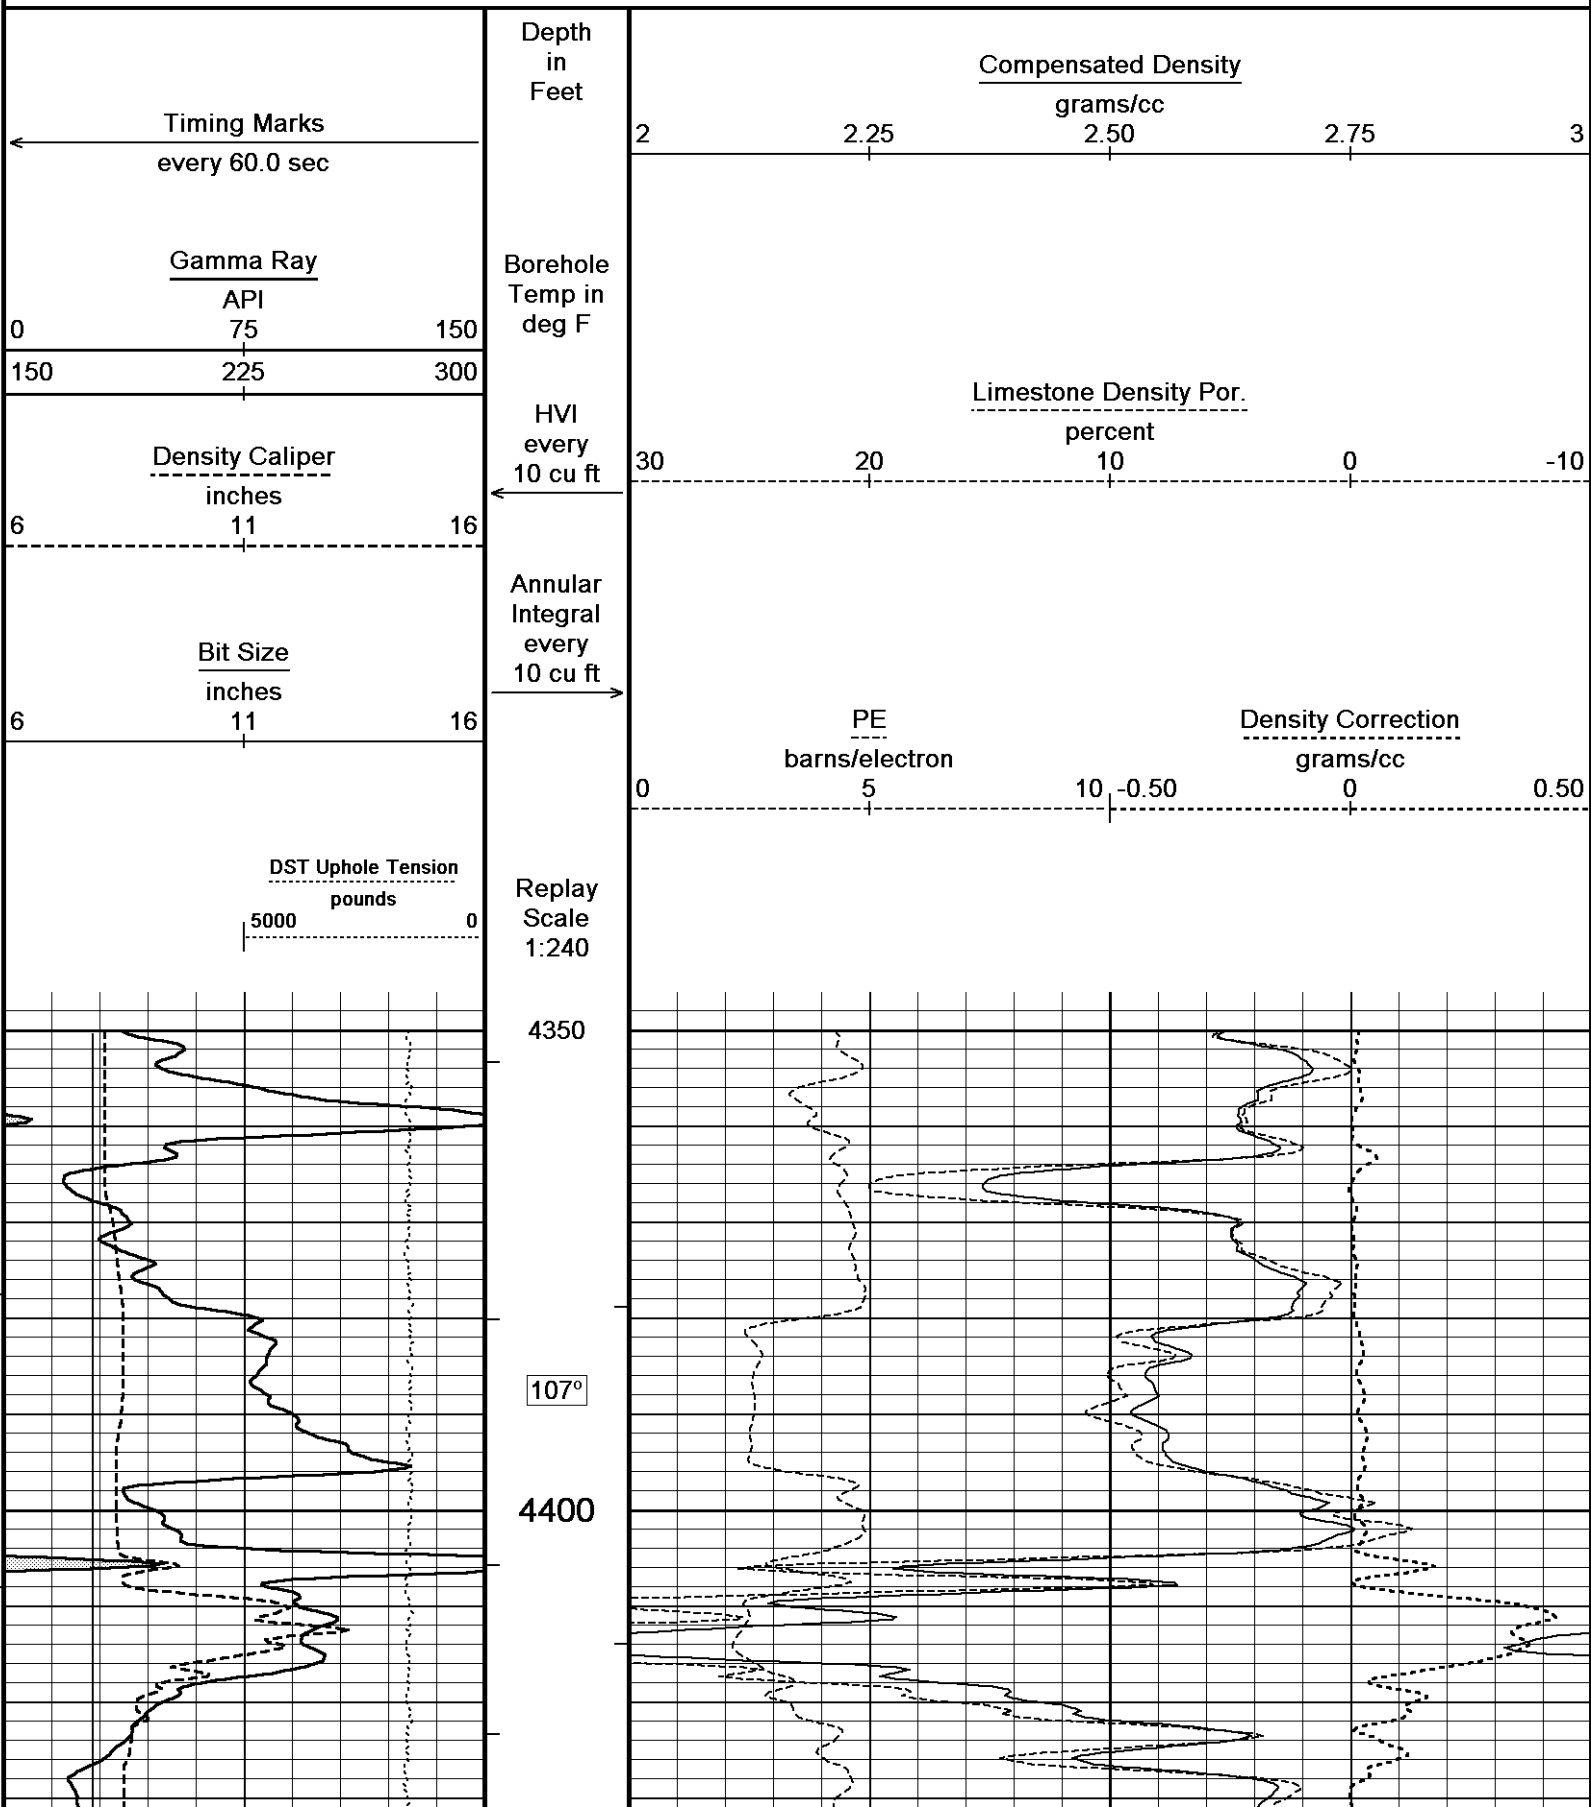 Timing Marks
every 60.0 sec
Gamma Ray
API
0 75 150
150 225 300
Density Caliper
inches
6 11 16
Bit Size
inches
6 11 16
DST Uphole Tension
pounds
5000 0
Depth
in
Feet
Borehole
Temp in
deg F
HVI
every
10 cu ft
Annular
Integral
every
10 cu ft
Replay
Scale
1:240
4350
107º
4400
Compensated Density
grams/cc
2 2.25 2.50 2.75 3
Limestone Density Por.
percent
30 20 10 0 -10
PE
barns/electron
0 5 10
Density Correction
grams/cc
-0.50 0 0.50